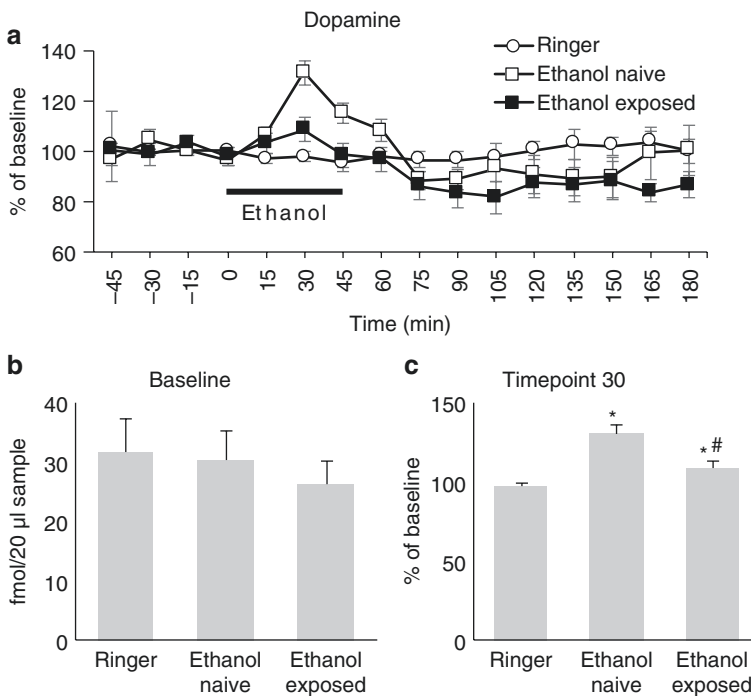 Dopamine
a
140
120
100
80
60
% of baseline
Ringer
Ethanol naive
Ethanol exposed
Ethanol
–45
–30
–15
0
15
30
45
60
75
90
105
120
135
150
165
180
Time (min)
b
Baseline
40
30
20
10
0
fmol/20 µl sample
Ringer
Ethanol
naive
Ethanol
exposed
c
Timepoint 30
150
100
50
0
% of baseline
*
* #
Ringer
Ethanol
naive
Ethanol
exposed